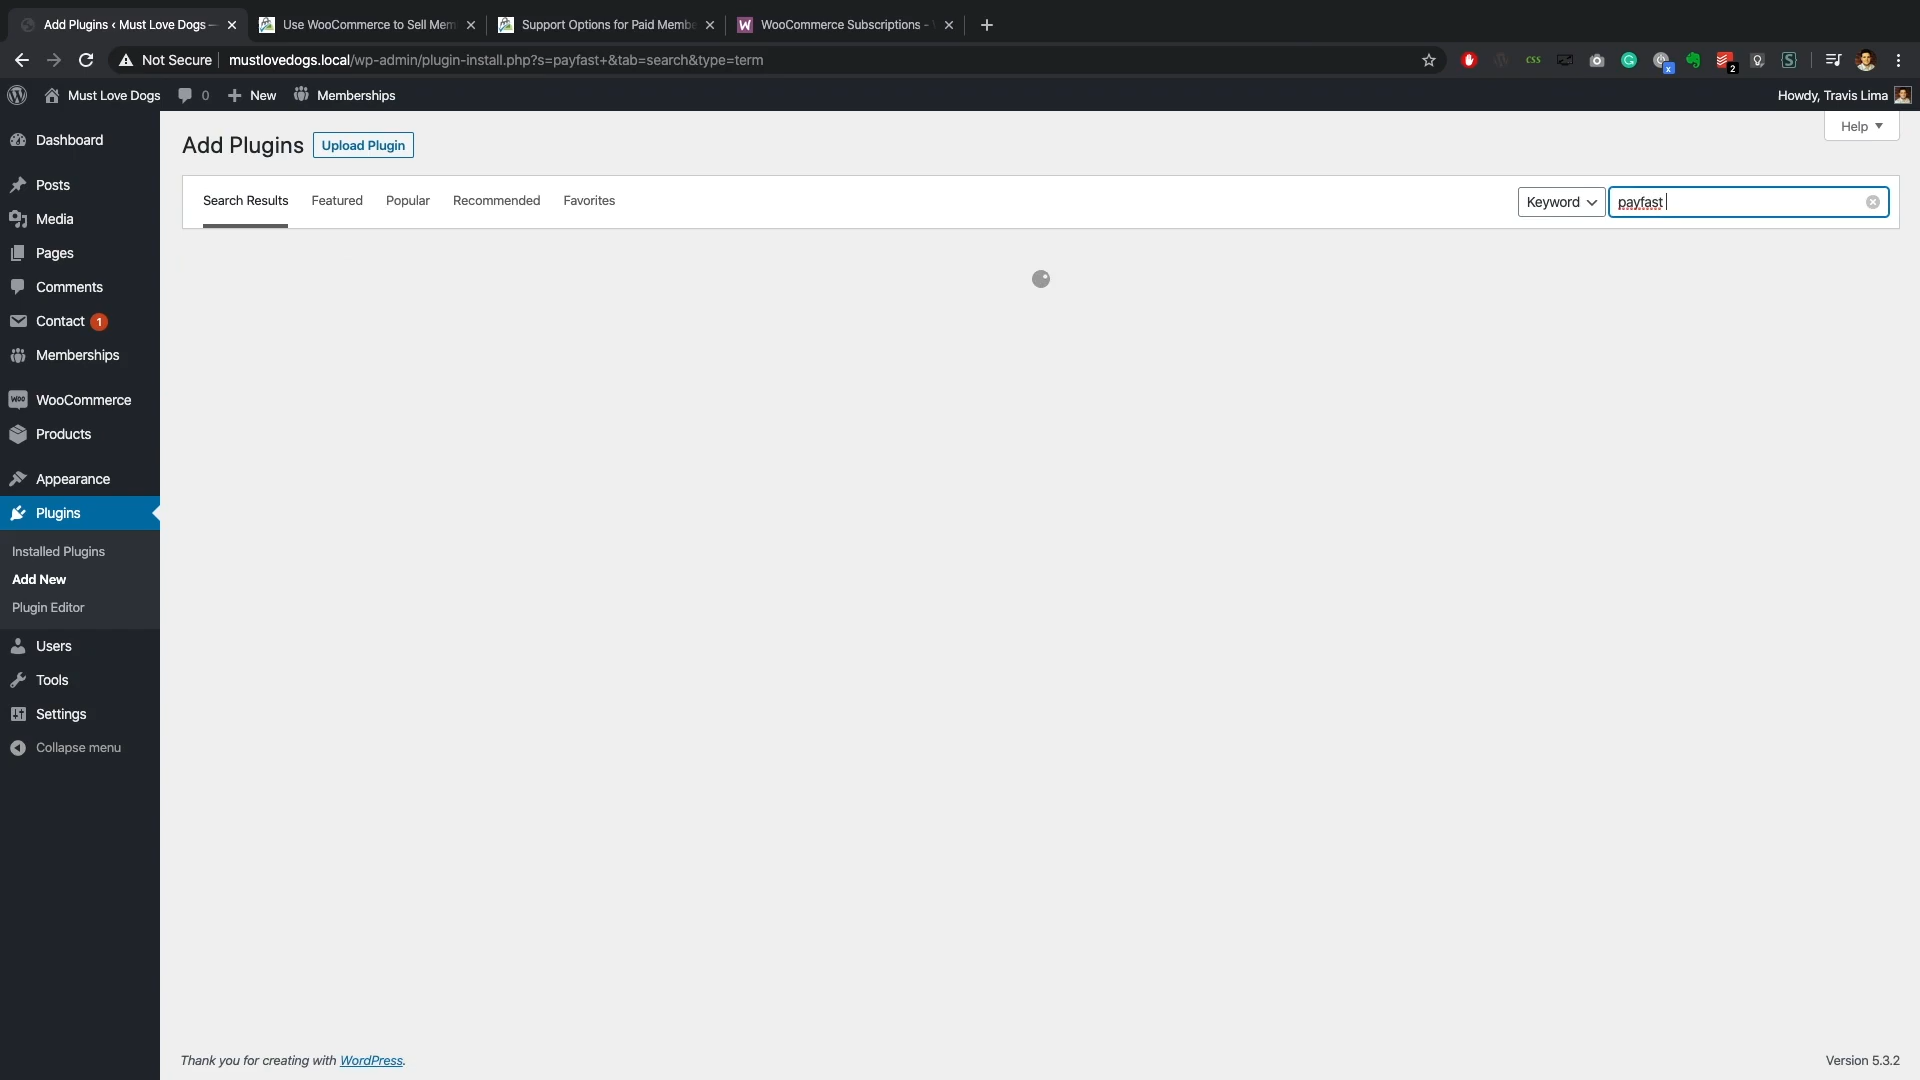 Add Plugins ‹ Must Love Dogs —
Use WooCommerce to Sell Mem
Support Options for Paid Membe
WooCommerce Subscriptions -
Not Secure
mustlovedogs.local/wp-admin/plugin-install.php?s=payfast+&tab=search&type=term
CSS
x
2
Must Love Dogs
0
New
Memberships
Howdy, Travis Lima
Help
Dashboard
Posts
Media
Pages
Comments
Contact 1
Memberships
WooCommerce
Products
Appearance
Plugins
Installed Plugins
Add New
Plugin Editor
Users
Tools
Settings
Collapse menu
Add Plugins
Upload Plugin
Search Results
Featured
Popular
Recommended
Favorites
Keyword
payfast
Thank you for creating with WordPress.
Version 5.3.2